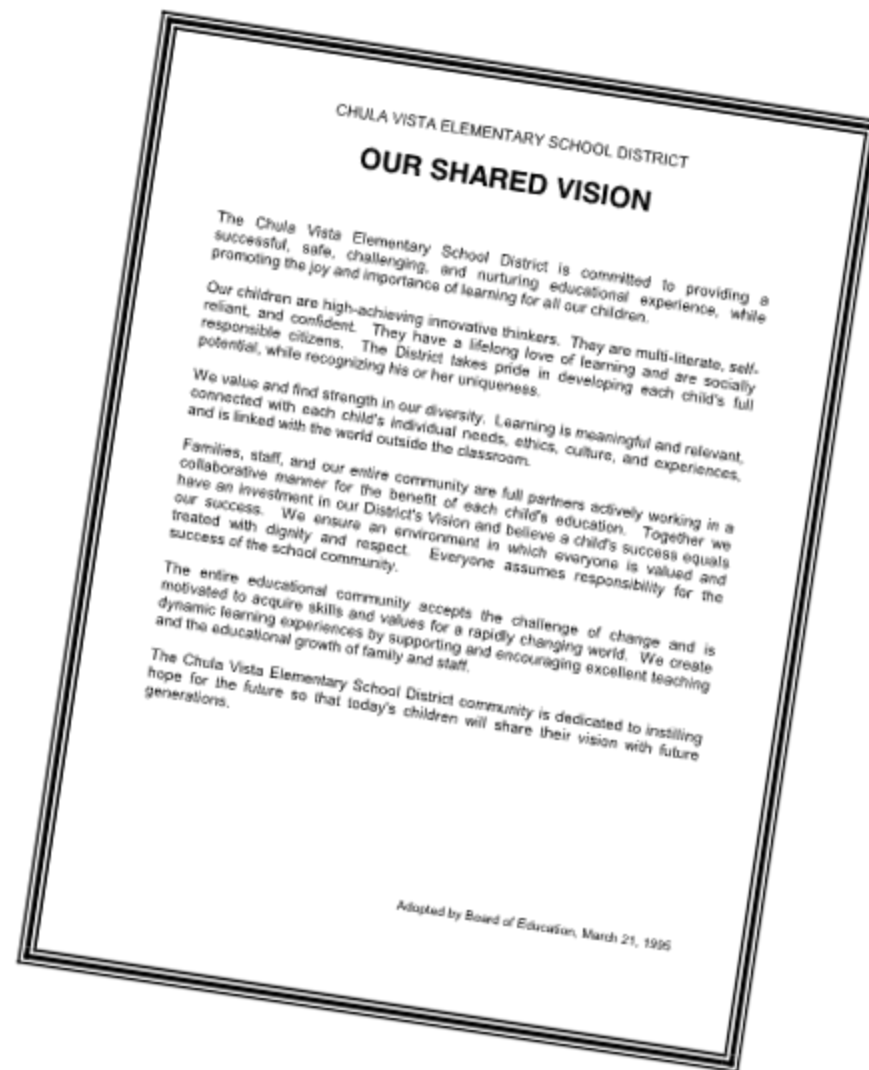 CHULA VISTA ELEMENTARY SCHOOL DISTRICT
OUR SHARED VISION
The Chula Vista Elementary School District is committed to providing a
successful, safe, challenging, and nurturing educational experience, while
promoting the joy and importance of learning for all our children.
Our children are high-achieving innovative thinkers. They are multi-literate, self-
reliant, and confident. They have a lifelong love of learning and are socially
responsible citizens. The District takes pride in developing each child's full
potential, while recognizing his or her uniqueness.
We value and find strength in our diversity. Learning is meaningful and relevant,
connected with each child's individual needs, ethics, culture, and experiences,
and is linked with the world outside the classroom.
Families, staff, and our entire community are full partners actively working in a
collaborative manner for the benefit of each child's education. Together we
have an investment in our District's Vision and believe a child's success equals
our success. We ensure an environment in which everyone is valued and
treated with dignity and respect. Everyone assumes responsibility for the
success of the school community.
The entire educational community accepts the challenge of change and is
motivated to acquire skills and values for a rapidly changing world. We create
dynamic learning experiences by supporting and encouraging excellent teaching
and the educational growth of family and staff.
The Chula Vista Elementary School District community is dedicated to instilling
hope for the future so that today's children will share their vision with future
generations.
Adopted by Board of Education, March 21, 1995